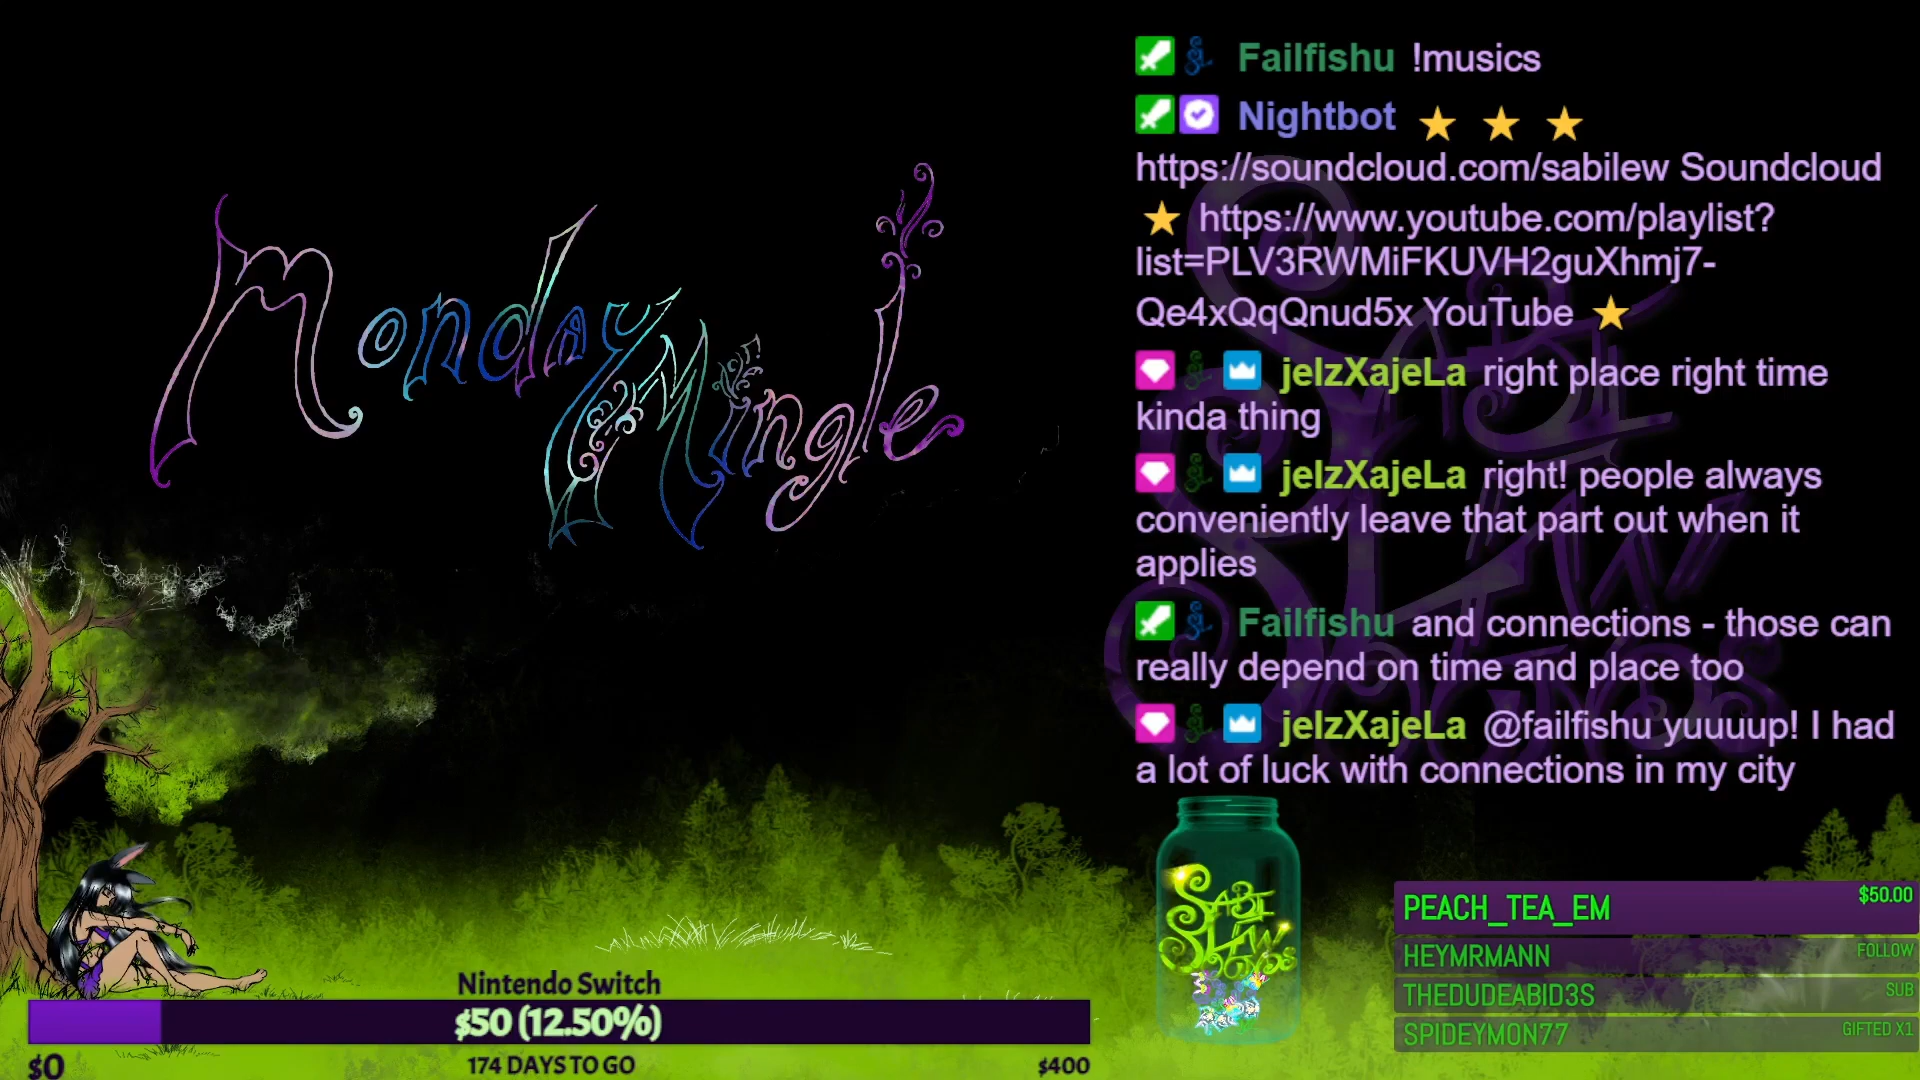 Monday Mingle
Failfishu !musics
Nightbot ⭐ ⭐ ⭐
https://soundcloud.com/sabilew Soundcloud
⭐ https://www.youtube.com/playlist?
list=PLV3RWMiFKUVH2guXhmj7-
Qe4xQqQnud5x YouTube ⭐
jelzXajeLa right place right time
kinda thing
jelzXajeLa right! people always
conveniently leave that part out when it
applies
Failfishu and connections - those can
really depend on time and place too
jelzXajeLa @failfishu yuuuup! I had
a lot of luck with connections in my city
SABI
LEW
SOUNDS
PEACH_TEA_EM $50.00
HEYMRMANN FOLLOW
THEDUDEABID3S SUB
SPIDEYMON77 GIFTED X1
Nintendo Switch
$50 (12.50%)
$0 174 DAYS TO GO $400